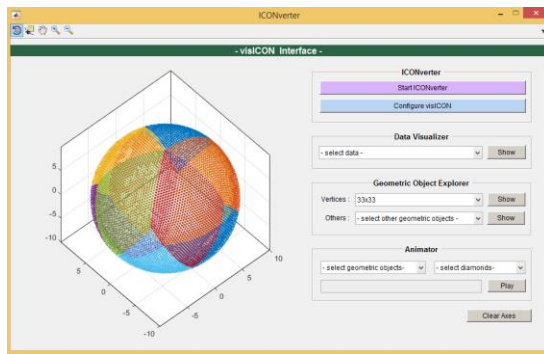 ICONverter
- visICON Interface -
ICONverter
Start ICONverter
Configure visICON
Data Visualizer
- select data -
Show
Geometric Object Explorer
Vertices : 33x33 Show
Others : - select other geometric objects - Show
Animator
- select geometric objects- - select diamonds-
Play
Clear Axes
5
0
-5
-10
5
0
-5
-10
-5
0
5
10